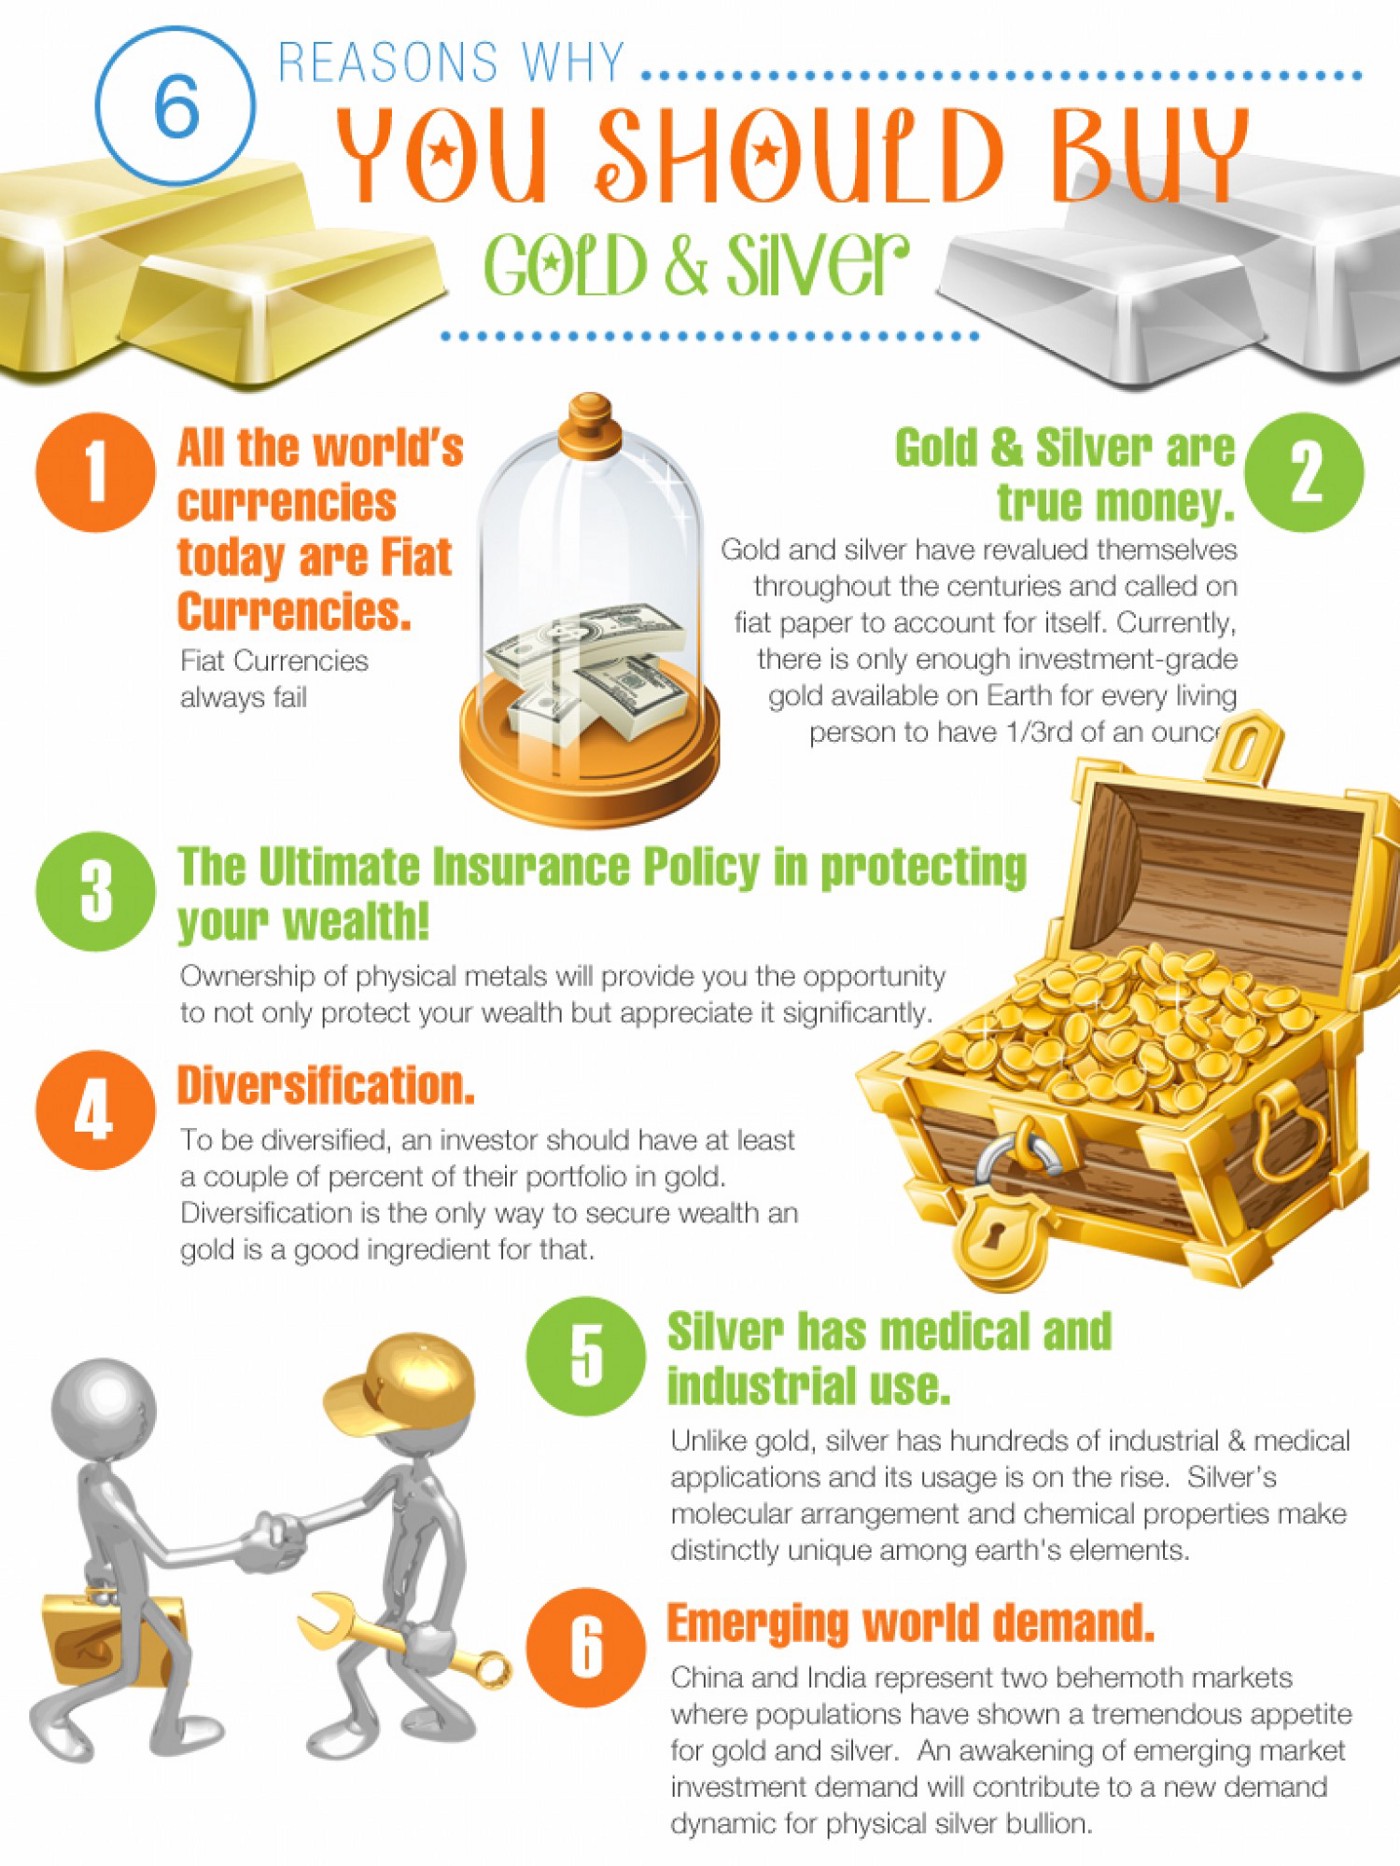 6
REASONS WHY
YOU SHOULD BUY
GOLD & SilVer
1
All the world's
currencies
today are Fiat
Currencies.
Fiat Currencies
always fail
2
Gold & Silver are
true money.
Gold and silver have revalued themselves
throughout the centuries and called on
fiat paper to account for itself. Currently,
there is only enough investment-grade
gold available on Earth for every living
person to have 1/3rd of an ounce
3
The Ultimate Insurance Policy in protecting
your wealth!
Ownership of physical metals will provide you the opportunity
to not only protect your wealth but appreciate it significantly.
4
Diversification.
To be diversified, an investor should have at least
a couple of percent of their portfolio in gold.
Diversification is the only way to secure wealth an
gold is a good ingredient for that.
5
Silver has medical and
industrial use.
Unlike gold, silver has hundreds of industrial & medical
applications and its usage is on the rise. Silver's
molecular arrangement and chemical properties make
distinctly unique among earth's elements.
6
Emerging world demand.
China and India represent two behemoth markets
where populations have shown a tremendous appetite
for gold and silver. An awakening of emerging market
investment demand will contribute to a new demand
dynamic for physical silver bullion.